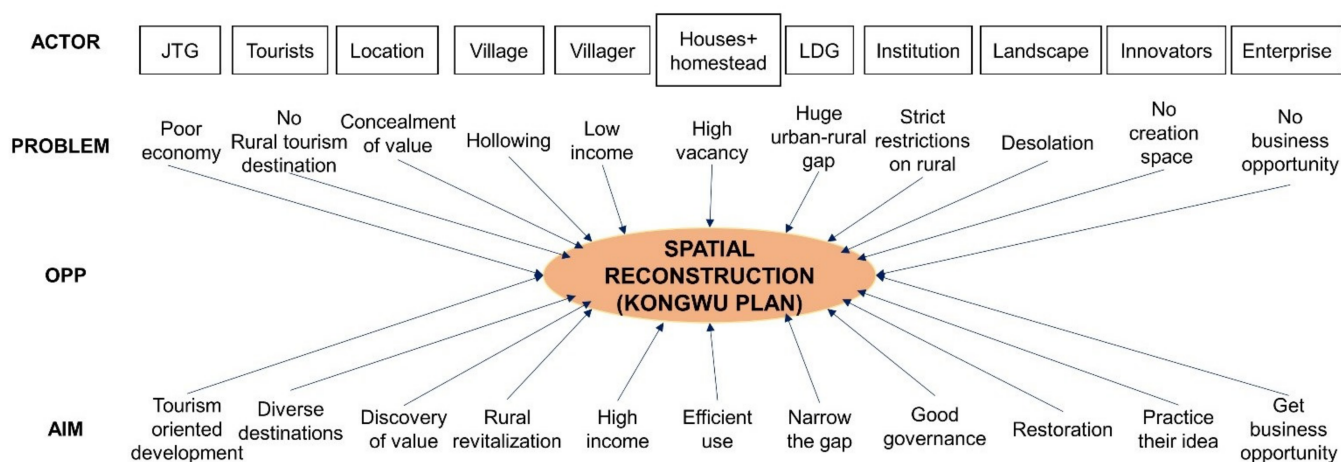 ACTOR
JTG
Tourists
Location
Village
Villager
Houses+
homestead
LDG
Institution
Landscape
Innovators
Enterprise
PROBLEM
Poor
economy
No
Rural tourism
destination
Concealment
of value
Hollowing
Low
income
High
vacancy
Huge
urban-rural
gap
Strict
restrictions
on rural
Desolation
No
creation
space
No
business
opportunity
OPP
SPATIAL
RECONSTRUCTION
(KONGWU PLAN)
AIM
Tourism
oriented
development
Diverse
destinations
Discovery
of value
Rural
revitalization
High
income
Efficient
use
Narrow
the gap
Good
governance
Restoration
Practice
their idea
Get
business
opportunity